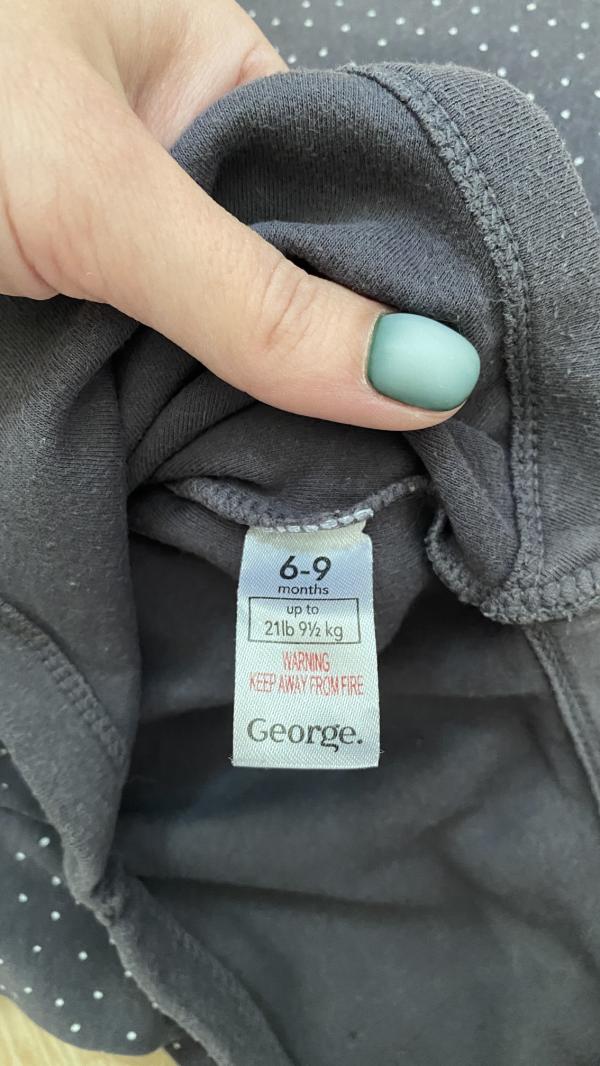 6-9
months
up to
21lb 9½ kg
WARNING
KEEP AWAY FROM FIRE
George.